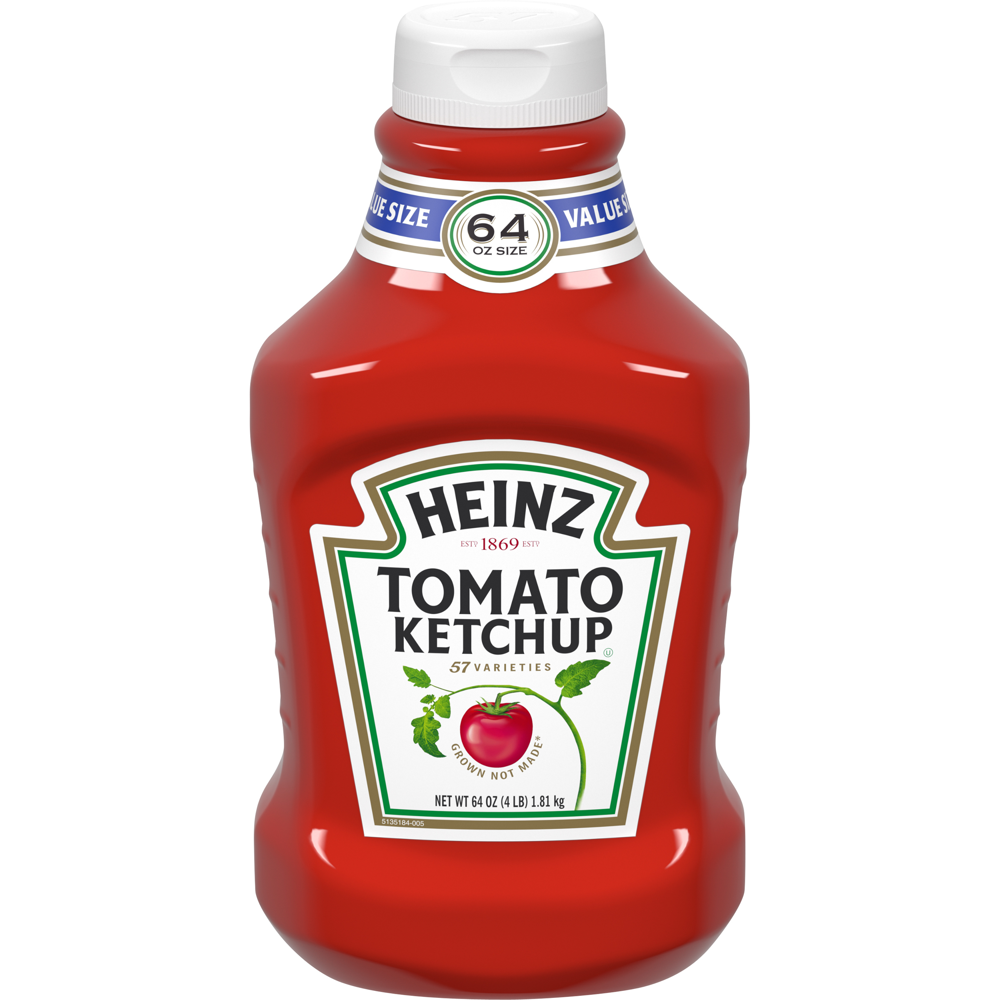 57
LUE SIZE
VALUE S
64
OZ SIZE
HEINZ
ESTD 1869 ESTD
TOMATO
KETCHUP
U
57 VARIETIES
GROWN NOT MADE*
NET WT 64 OZ (4 LB) 1.81 kg
5135184-005